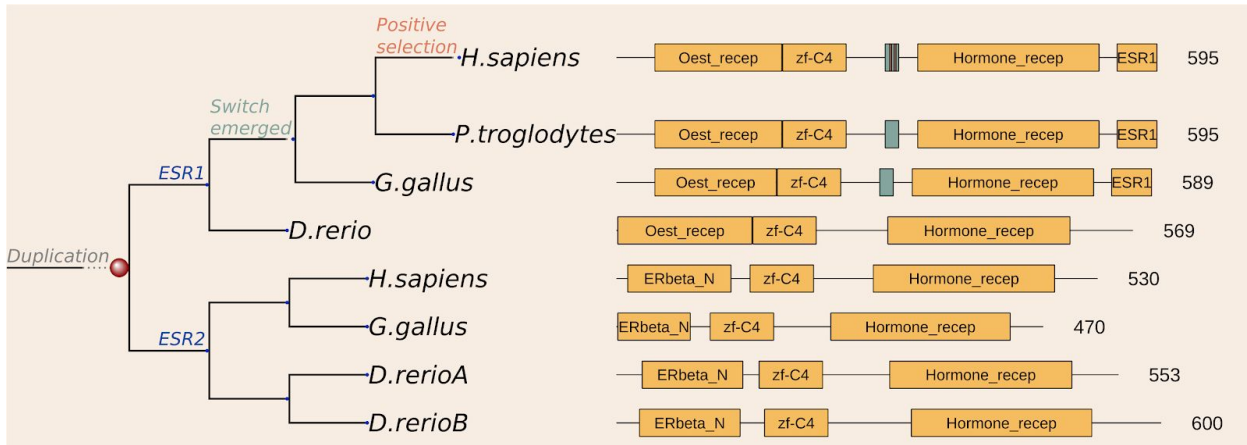 Positive
selection
H.sapiens Oest_recep zf-C4 Hormone_recep ESR1 595
Switch
emerged
P.troglodytes Oest_recep zf-C4 Hormone_recep ESR1 595
ESR1
G.gallus Oest_recep zf-C4 Hormone_recep ESR1 589
D.rerio Oest_recep zf-C4 Hormone_recep 569
Duplication
H.sapiens ERbeta_N zf-C4 Hormone_recep 530
G.gallus ERbeta_N zf-C4 Hormone_recep 470
ESR2
D.rerioA ERbeta_N zf-C4 Hormone_recep 553
D.rerioB ERbeta_N zf-C4 Hormone_recep 600